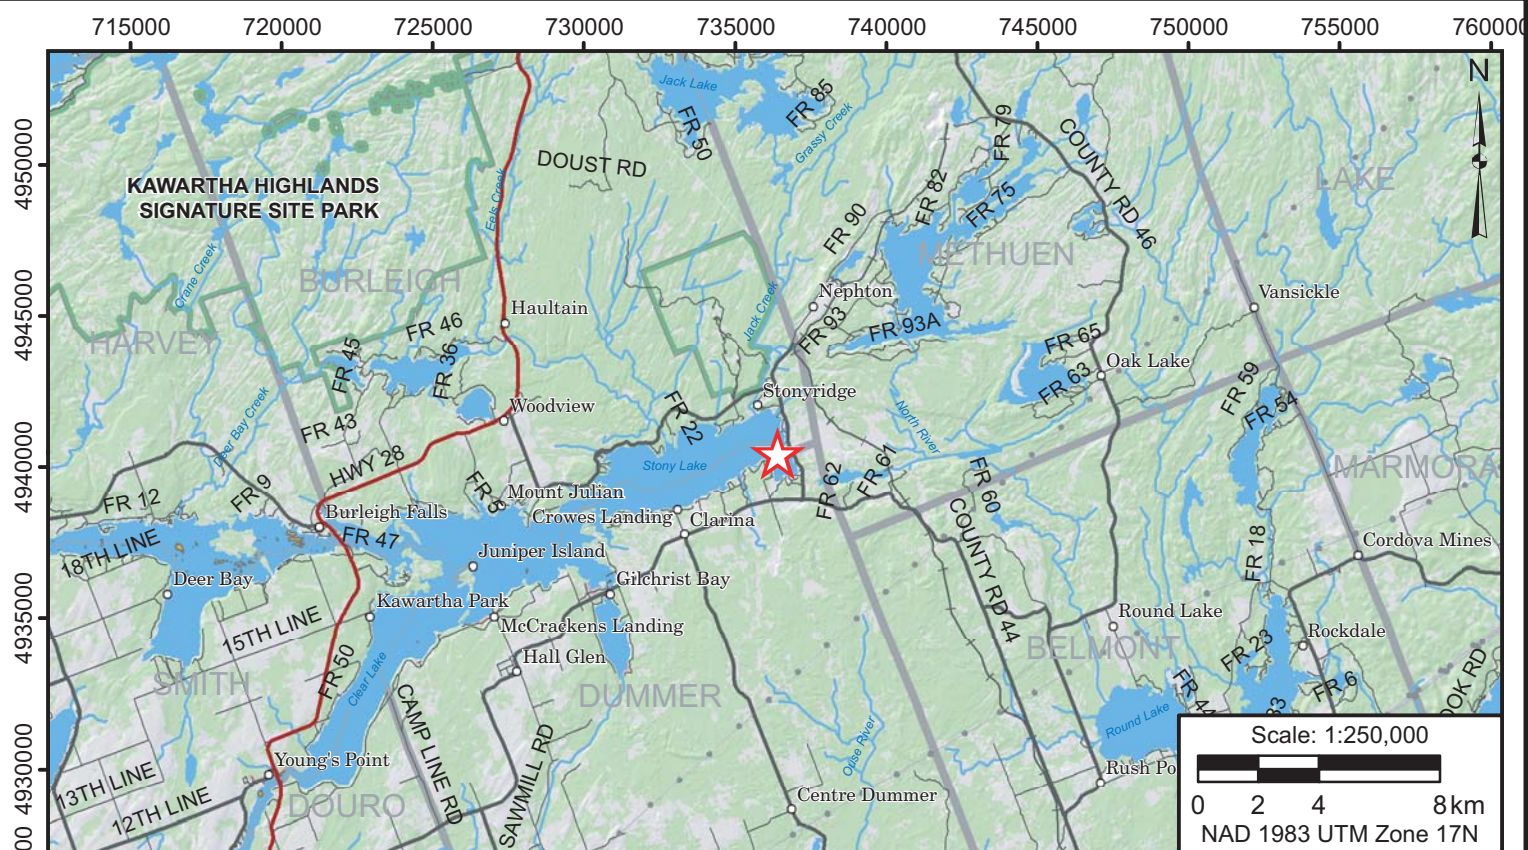 715000 720000 725000 730000 735000 740000 745000 750000 755000 76000
4950000
4945000
4940000
4935000
4930000
N
Jack Lake
FR 85
FR 50
Grassy Creek
FR 79
COUNTY RD 46
DOUST RD
KAWARTHA HIGHLANDS
SIGNATURE SITE PARK
Eels Creek
FR 82
FR 75
LAKE
FR 90
METHUEN
Crane Creek
BURLEIGH
Nephton
Vansickle
Haultain
Jack Creek
HARVEY
FR 46
FR 93
FR 93A
FR 65
FR 45
FR 36
Oak Lake
FR 63
Stonyridge
FR 59
FR 54
Woodview
FR 22
Deer Bay Creek
FR 43
North River
HWY 28
Stony Lake
MARMORA
FR 9
FR 5
FR 61
FR 62
FR 60
FR 12
Mount Julian
Burleigh Falls
Crowes Landing
Clarina
COUNTY RD 44
FR 47
18TH LINE
Juniper Island
FR 18
Cordova Mines
Deer Bay
Gilchrist Bay
Kawartha Park
15TH LINE
McCrackens Landing
Round Lake
Rockdale
FR 23
BELMONT
Hall Glen
FR 50
Clear Lake
SMITH
DUMMER
CAMP LINE RD
FR 44
FR 6
OOK RD
33
Round Lake
Ouse River
SAWMILL RD
Young's Point
13TH LINE
12TH LINE
DOURO
Centre Dummer
Rush Po
Scale: 1:250,000
0 2 4 8 km
NAD 1983 UTM Zone 17N
00